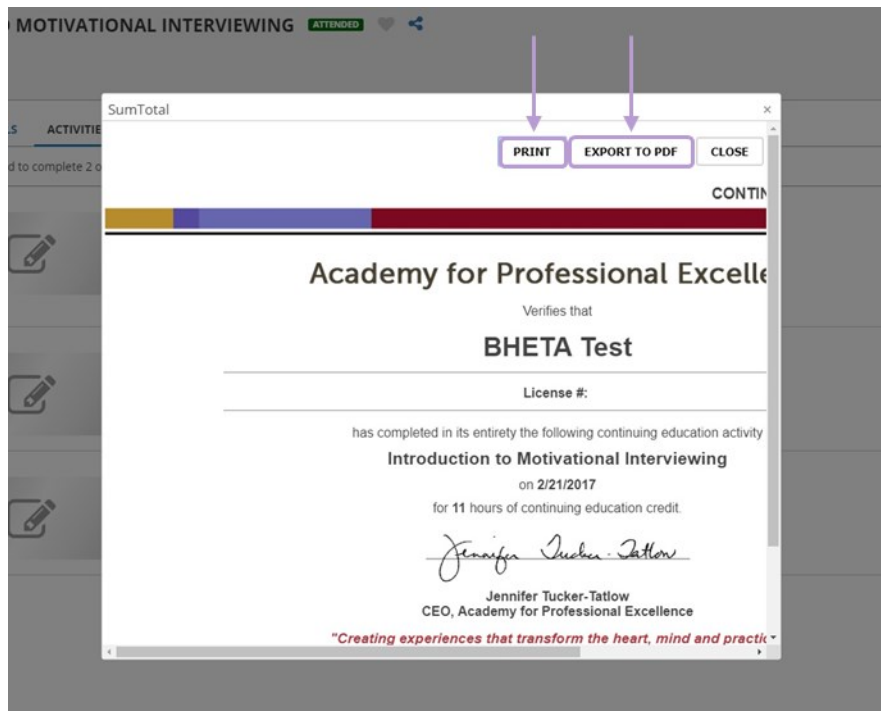 MOTIVATIONAL INTERVIEWING ATTENDED
SumTotal
ACTIVITIE
d to complete 2 o
PRINT EXPORT TO PDF CLOSE
CONTIN
Academy for Professional Excelle
Verifies that
BHETA Test
License #:
has completed in its entirety the following continuing education activity
Introduction to Motivational Interviewing
on 2/21/2017
for 11 hours of continuing education credit.
Jennifer Tucker-Tatlow
Jennifer Tucker-Tatlow
CEO, Academy for Professional Excellence
"Creating experiences that transform the heart, mind and practic